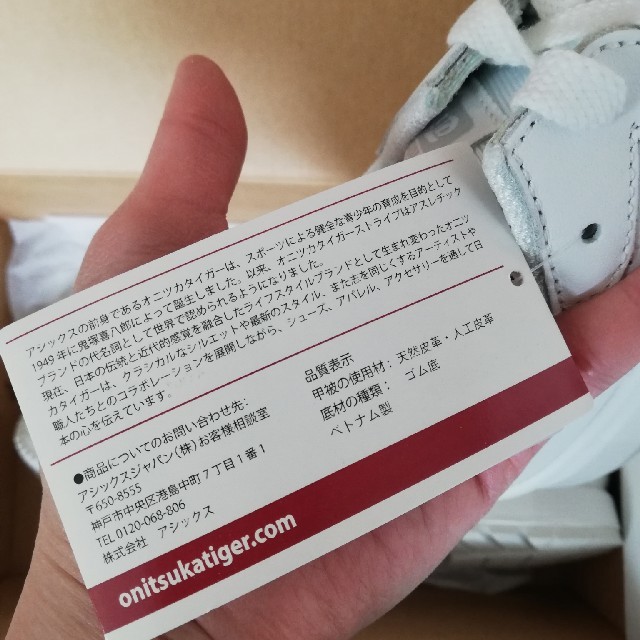 アシックスの前身であるオニツカタイガーは、スポーツによる健全な青少年の育成を目的として
1949年に鬼塚喜八郎によって誕生しました。以来、オニツカタイガーストライプはアスレチック
ブランドの代名詞として世界で認められるようになりました。
現在、日本の伝統と近代的感覚を融合したライフスタイルブランドとして生まれ変わったオニツ
カタイガーは、クラシカルなシルエットや最新のスタイル、また志を同じくするアーティストや
職人たちとのコラボレーションを展開しながら、シューズ、アパレル、アクセサリーを通して日
本の心を伝えています。
●商品についてのお問い合わせ先:
アシックスジャパン(株)お客様相談室
〒650-8555
神戸市中央区港島中町7丁目1番1
TEL 0120-068-806
株式会社 アシックス
品質表示
甲被の使用材: 天然皮革・人工皮革
底材の種類: ゴム底
ベトナム製
onitsukatiger.com